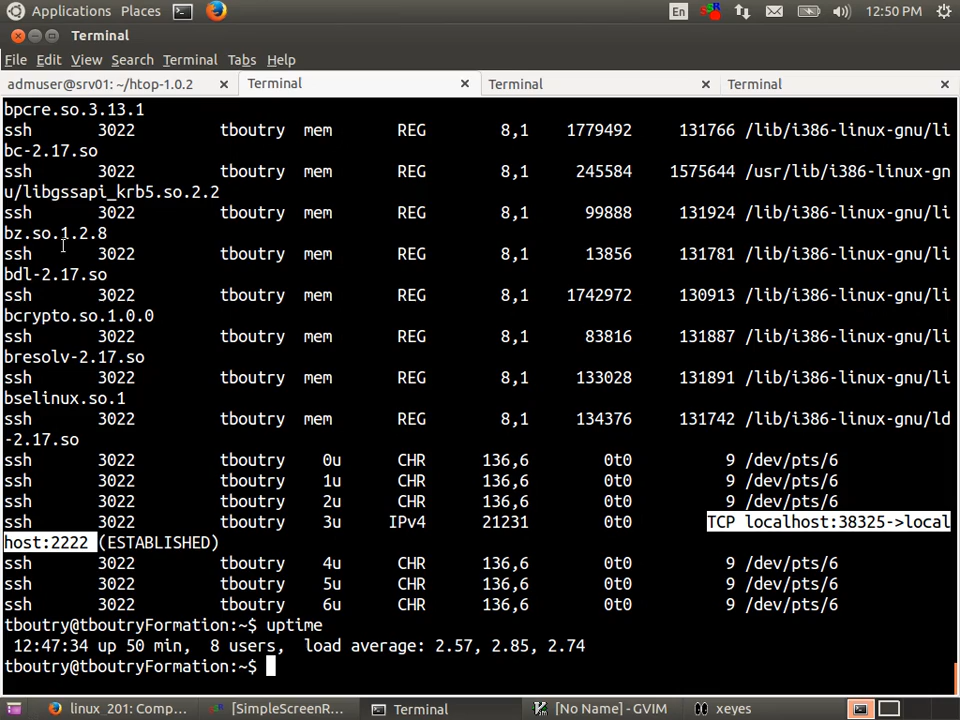 Applications Places En 12:50 PM
Terminal
File Edit View Search Terminal Tabs Help
admuser@srv01: ~/htop-1.0.2 × Terminal × Terminal × Terminal ×
bpcre.so.3.13.1
ssh 3022 tboutry mem REG 8,1 1779492 131766 /lib/i386-linux-gnu/li
bc-2.17.so
ssh 3022 tboutry mem REG 8,1 245584 1575644 /usr/lib/i386-linux-gn
u/libgssapi_krb5.so.2.2
ssh 3022 tboutry mem REG 8,1 99888 131924 /lib/i386-linux-gnu/li
bz.so.1.2.8
ssh 3022 tboutry mem REG 8,1 13856 131781 /lib/i386-linux-gnu/li
bdl-2.17.so
ssh 3022 tboutry mem REG 8,1 1742972 130913 /lib/i386-linux-gnu/li
bcrypto.so.1.0.0
ssh 3022 tboutry mem REG 8,1 83816 131887 /lib/i386-linux-gnu/li
bresolv-2.17.so
ssh 3022 tboutry mem REG 8,1 133028 131891 /lib/i386-linux-gnu/li
bselinux.so.1
ssh 3022 tboutry mem REG 8,1 134376 131742 /lib/i386-linux-gnu/ld
-2.17.so
ssh 3022 tboutry 0u CHR 136,6 0t0 9 /dev/pts/6
ssh 3022 tboutry 1u CHR 136,6 0t0 9 /dev/pts/6
ssh 3022 tboutry 2u CHR 136,6 0t0 9 /dev/pts/6
ssh 3022 tboutry 3u IPv4 21231 0t0 TCP localhost:38325->local
host:2222 (ESTABLISHED)
ssh 3022 tboutry 4u CHR 136,6 0t0 9 /dev/pts/6
ssh 3022 tboutry 5u CHR 136,6 0t0 9 /dev/pts/6
ssh 3022 tboutry 6u CHR 136,6 0t0 9 /dev/pts/6
tboutry@tboutryFormation:~$ uptime
12:47:34 up 50 min, 8 users, load average: 2.57, 2.85, 2.74
tboutry@tboutryFormation:~$
linux_201: Comp... [SimpleScreenR... Terminal [No Name] - GVIM xeyes